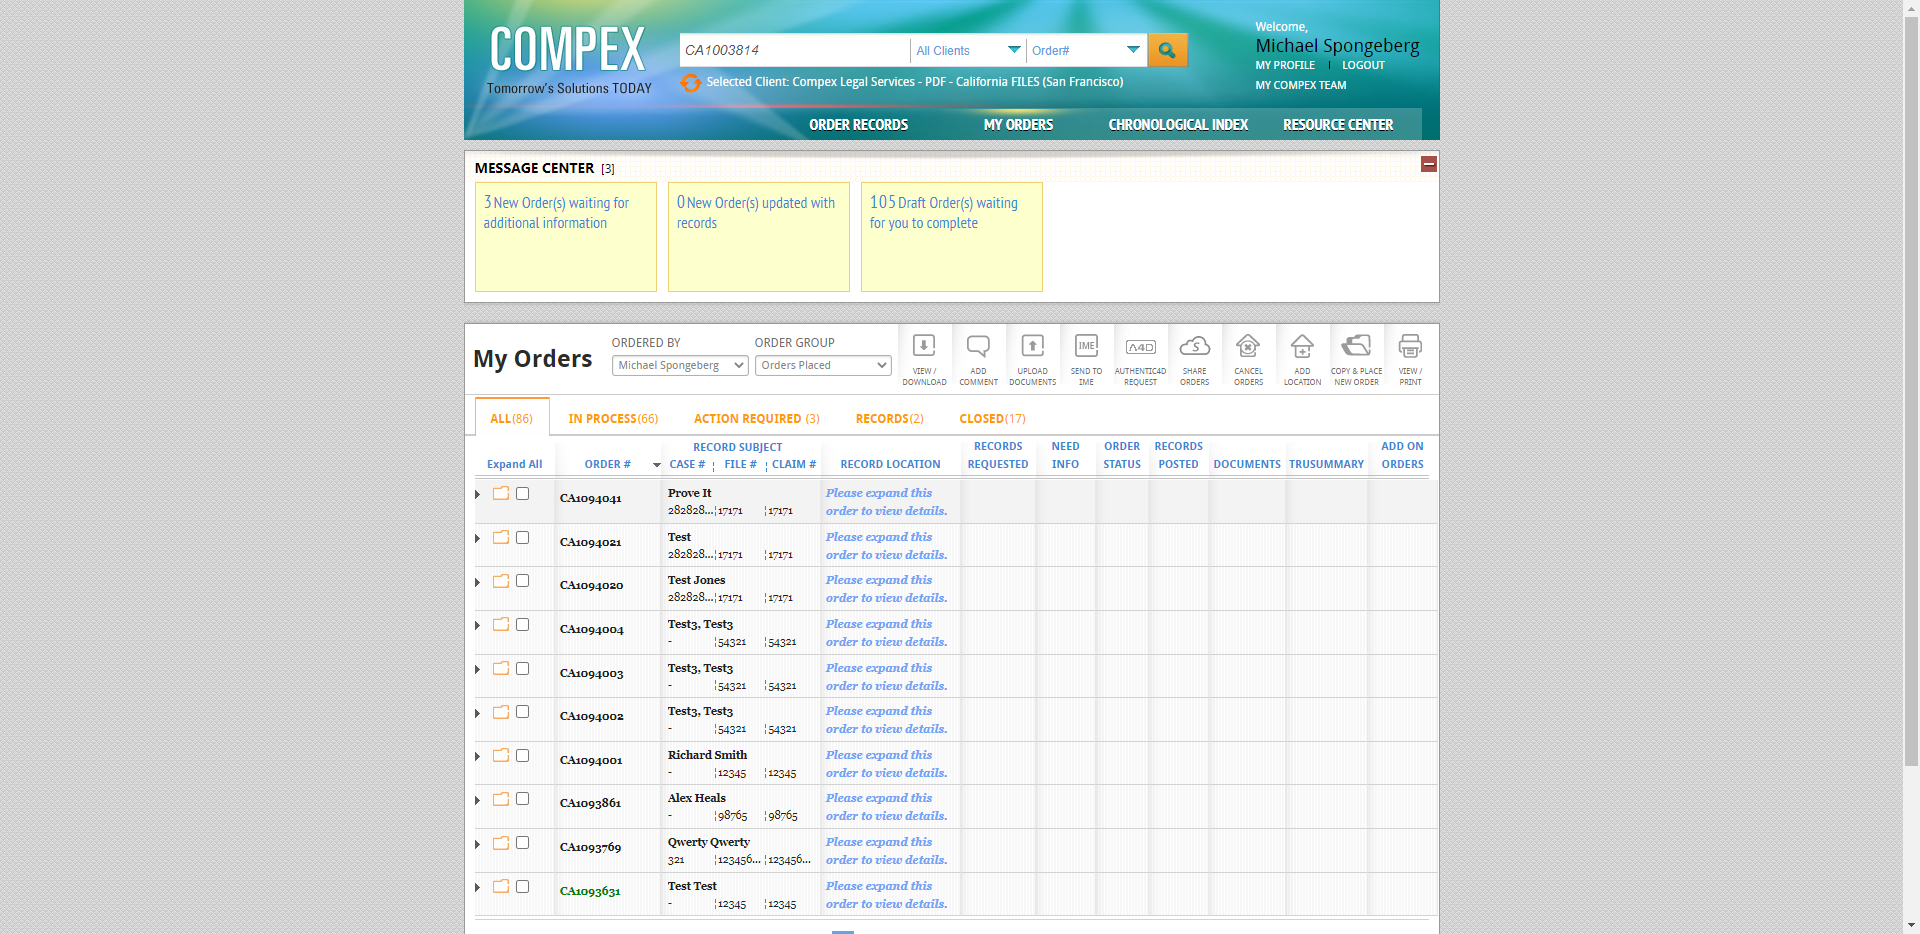 COMPEX
Tomorrow's Solutions TODAY
CA1003814
All Clients
Order#
Selected Client: Compex Legal Services - PDF - California FILES (San Francisco)
Welcome,
Michael Spongeberg
MY PROFILE | LOGOUT
MY COMPEX TEAM
ORDER RECORDS MY ORDERS CHRONOLOGICAL INDEX RESOURCE CENTER
MESSAGE CENTER [3]
3 New Order(s) waiting for
additional information
0 New Order(s) updated with
records
105 Draft Order(s) waiting
for you to complete
My Orders
ORDERED BY
Michael Spongeberg
ORDER GROUP
Orders Placed
VIEW /
DOWNLOAD
ADD
COMMENT
UPLOAD
DOCUMENTS
IME
SEND TO
IME
A4D
AUTHENTIC4D
REQUEST
S
SHARE
ORDERS
CANCEL
ORDERS
ADD
LOCATION
COPY & PLACE
NEW ORDER
VIEW /
PRINT
ALL(86) IN PROCESS(66) ACTION REQUIRED (3) RECORDS(2) CLOSED(17)
Expand All
ORDER #
RECORD SUBJECT
CASE # ¦ FILE # ¦ CLAIM #
RECORD LOCATION
RECORDS
REQUESTED
NEED
INFO
ORDER
STATUS
RECORDS
POSTED
DOCUMENTS
TRUSUMMARY
ADD ON
ORDERS
CA1094041
Prove It
282828... ¦17171 ¦17171
Please expand this
order to view details.
CA1094021
Test
282828... ¦17171 ¦17171
Please expand this
order to view details.
CA1094020
Test Jones
282828... ¦17171 ¦17171
Please expand this
order to view details.
CA1094004
Test3, Test3
- ¦54321 ¦54321
Please expand this
order to view details.
CA1094003
Test3, Test3
- ¦54321 ¦54321
Please expand this
order to view details.
CA1094002
Test3, Test3
- ¦54321 ¦54321
Please expand this
order to view details.
CA1094001
Richard Smith
- ¦12345 ¦12345
Please expand this
order to view details.
CA1093861
Alex Heals
- ¦98765 ¦98765
Please expand this
order to view details.
CA1093769
Qwerty Qwerty
321 ¦123456... ¦123456...
Please expand this
order to view details.
CA1093631
Test Test
- ¦12345 ¦12345
Please expand this
order to view details.